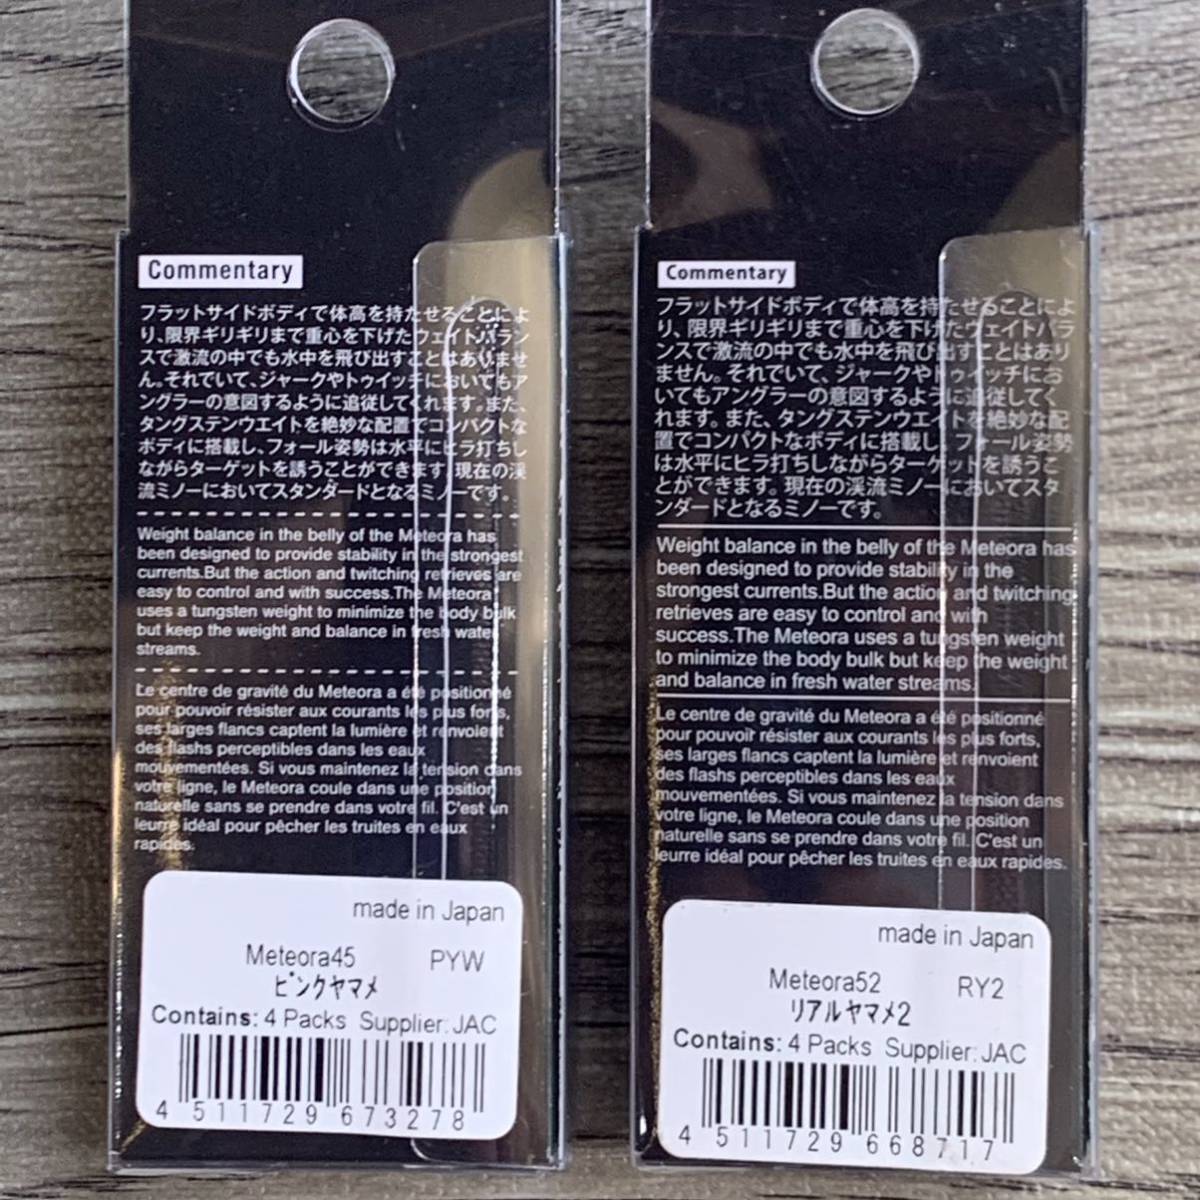 Commentary
フラットサイドボディで体高を持たせることによ
り、限界ギリギリまで重心を下げたウェイトバラン
スで激流の中でも水中を飛び出すことはありませ
ん。それでいて、ジャークやトゥイッチにおいてもア
ングラーの意図するように追従してくれます。また、
タングステンウエイトを絶妙な配置でコンパクトな
ボディに搭載し、フォール姿勢は水平にヒラ打ちし
ながらターゲットを誘うことができます。現在の渓
流ミノーにおいてスタンダードとなるミノーです。
Weight balance in the belly of the Meteora has
been designed to provide stability in the strongest
currents.But the action and twitching retrieves are
easy to control and with success.The Meteora
uses a tungsten weight to minimize the body bulk
but keep the weight and balance in fresh water
streams.
Le centre de gravité du Meteora a été positionné
pour pouvoir résister aux courants les plus forts,
ses larges flancs captent la lumière et renvoient
des flashs perceptibles dans les eaux
mouvementées. Si vous maintenez la tension dans
votre ligne, le Meteora coule dans une position
naturelle sans se prendre dans votre fil. C'est un
leurre idéal pour pêcher les truites en eaux
rapides.
made in Japan
Meteora45 PYW
ピンクヤマメ
Contains: 4 Packs Supplier: JAC
4 511729 673278
Commentary
フラットサイドボディで体高を持たせることによ
り、限界ギリギリまで重心を下げたウェイトバラ
ンスで激流の中でも水中を飛び出すことはあり
ません。それでいて、ジャークやトゥイッチにお
いてもアングラーの意図するように追従してく
れます。また、タングステンウエイトを絶妙な配
置でコンパクトなボディに搭載し、フォール姿勢
は水平にヒラ打ちしながらターゲットを誘うこ
とができます。現在の渓流ミノーにおいてスタ
ンダードとなるミノーです。
Weight balance in the belly of the Meteora has
been designed to provide stability in the
strongest currents.But the action and twitching
retrieves are easy to control and with
success.The Meteora uses a tungsten weight
to minimize the body bulk but keep the weight
and balance in fresh water streams.
Le centre de gravité du Meteora a été positionné
pour pouvoir résister aux courants les plus forts,
ses larges flancs captent la lumière et renvoient
des flashs perceptibles dans les eaux
mouvementées. Si vous maintenez la tension dans
votre ligne, le Meteora coule dans une position
naturelle sans se prendre dans votre fil. C'est un
leurre idéal pour pêcher les truites en eaux rapides.
made in Japan
Meteora52 RY2
リアルヤマメ2
Contains: 4 Packs Supplier: JAC
4 511729 668717